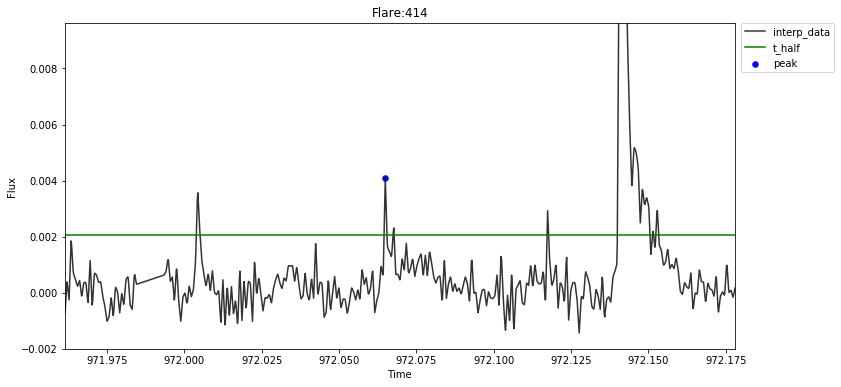 Flare:414
interp_data
t_half
peak
0.008
0.006
0.004
0.002
0.000
−0.002
Flux
971.975
972.000
972.025
972.050
972.075
972.100
972.125
972.150
972.175
Time